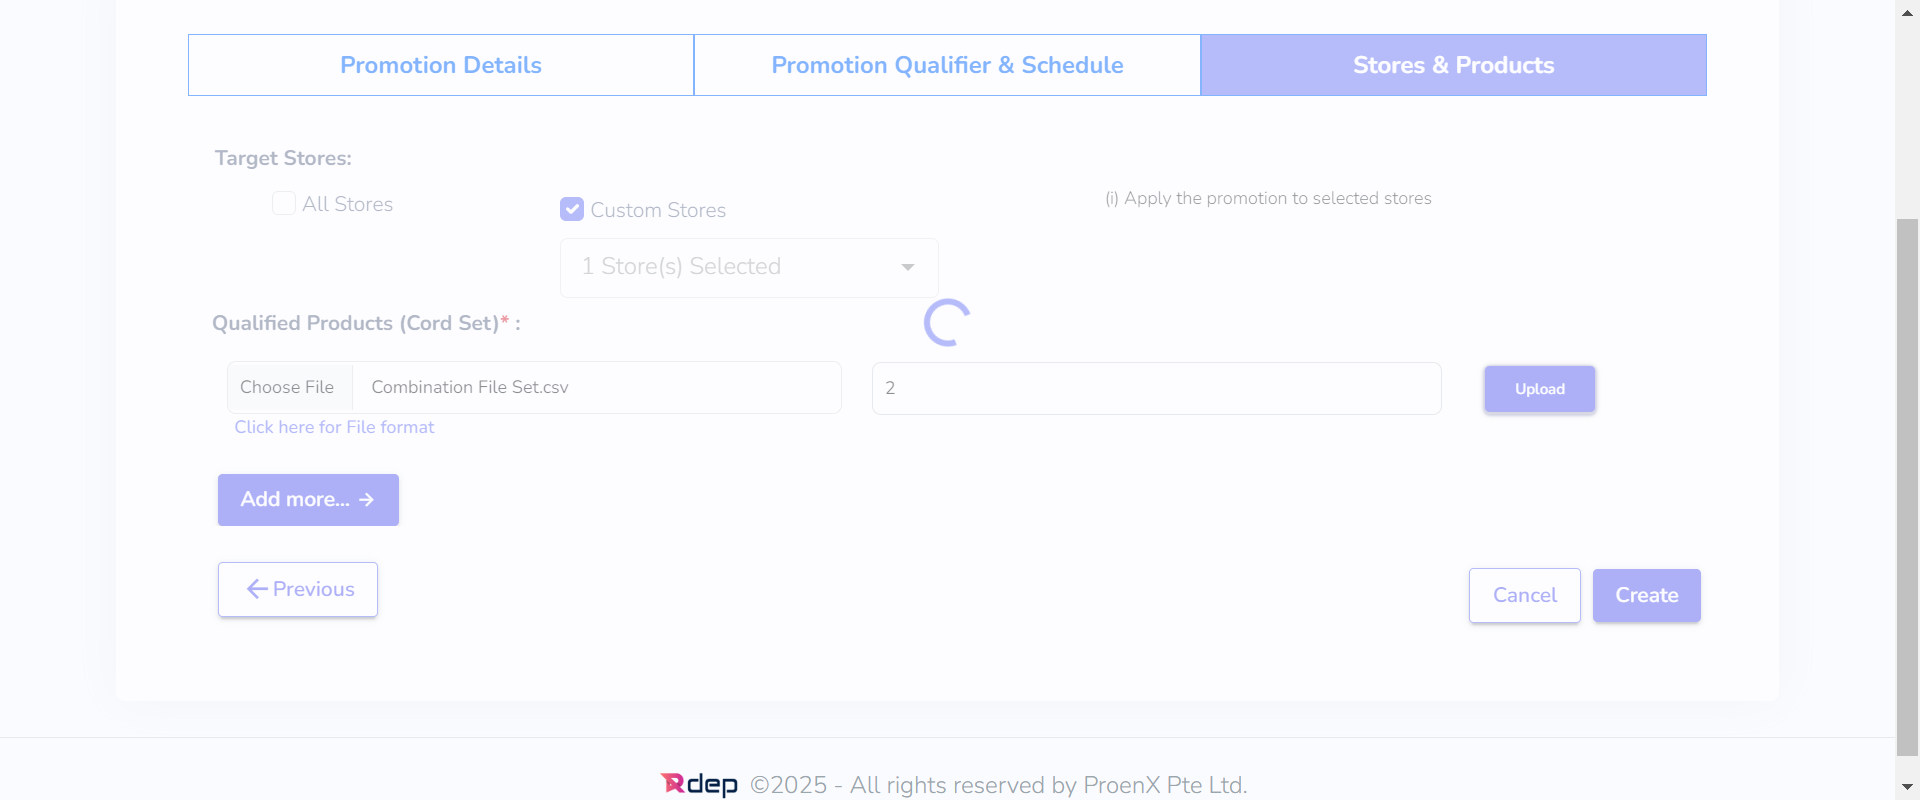 Promotion Details
Promotion Qualifier & Schedule
Stores & Products
Target Stores:
All Stores
Custom Stores
(i) Apply the promotion to selected stores
1 Store(s) Selected
Qualified Products (Cord Set)* :
Choose File
Combination File Set.csv
2
Upload
Click here for File format
Add more... →
←Previous
Cancel
Create
Rdep ©2025 - All rights reserved by ProenX Pte Ltd.